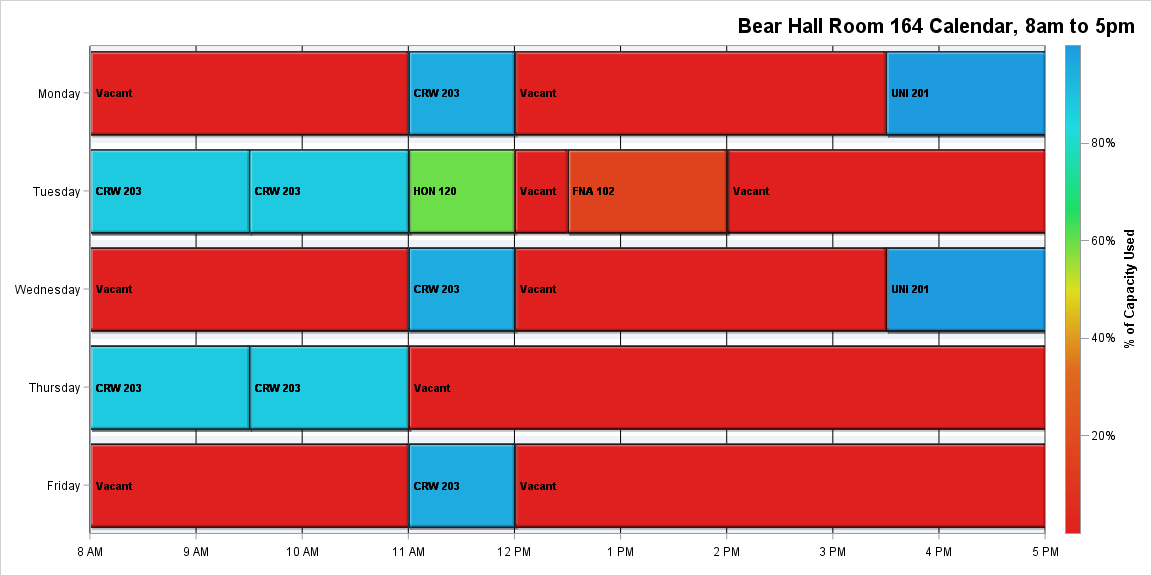 Bear Hall Room 164 Calendar, 8am to 5pm
Monday
Vacant
CRW 203
Vacant
UNI 201
Tuesday
CRW 203
CRW 203
HON 120
Vacant
FNA 102
Vacant
Wednesday
Vacant
CRW 203
Vacant
UNI 201
Thursday
CRW 203
CRW 203
Vacant
Friday
Vacant
CRW 203
Vacant
8 AM
9 AM
10 AM
11 AM
12 PM
1 PM
2 PM
3 PM
4 PM
5 PM
80%
60%
40%
20%
% of Capacity Used